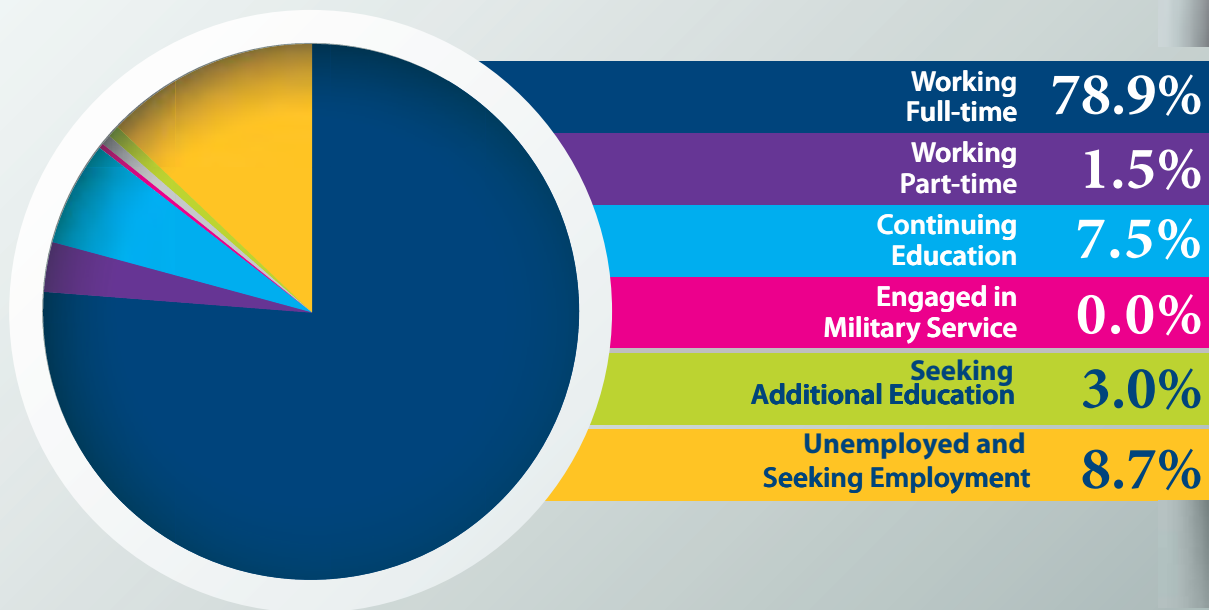 Working
Full-time 78.9%
Working
Part-time 1.5%
Continuing
Education 7.5%
Engaged in
Military Service 0.0%
Seeking
Additional Education 3.0%
Unemployed and
Seeking Employment 8.7%